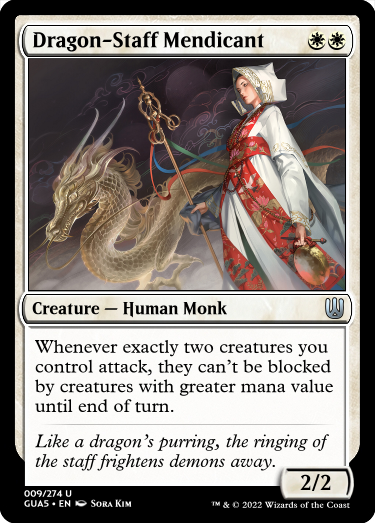 Dragon-Staff Mendicant
Creature — Human Monk
Whenever exactly two creatures you
control attack, they can't be blocked
by creatures with greater mana value
until end of turn.
Like a dragon's purring, the ringing of
the staff frightens demons away.
2/2
009/274 U
GUA5 • EN Sora Kim
™ & © 2022 Wizards of the Coast